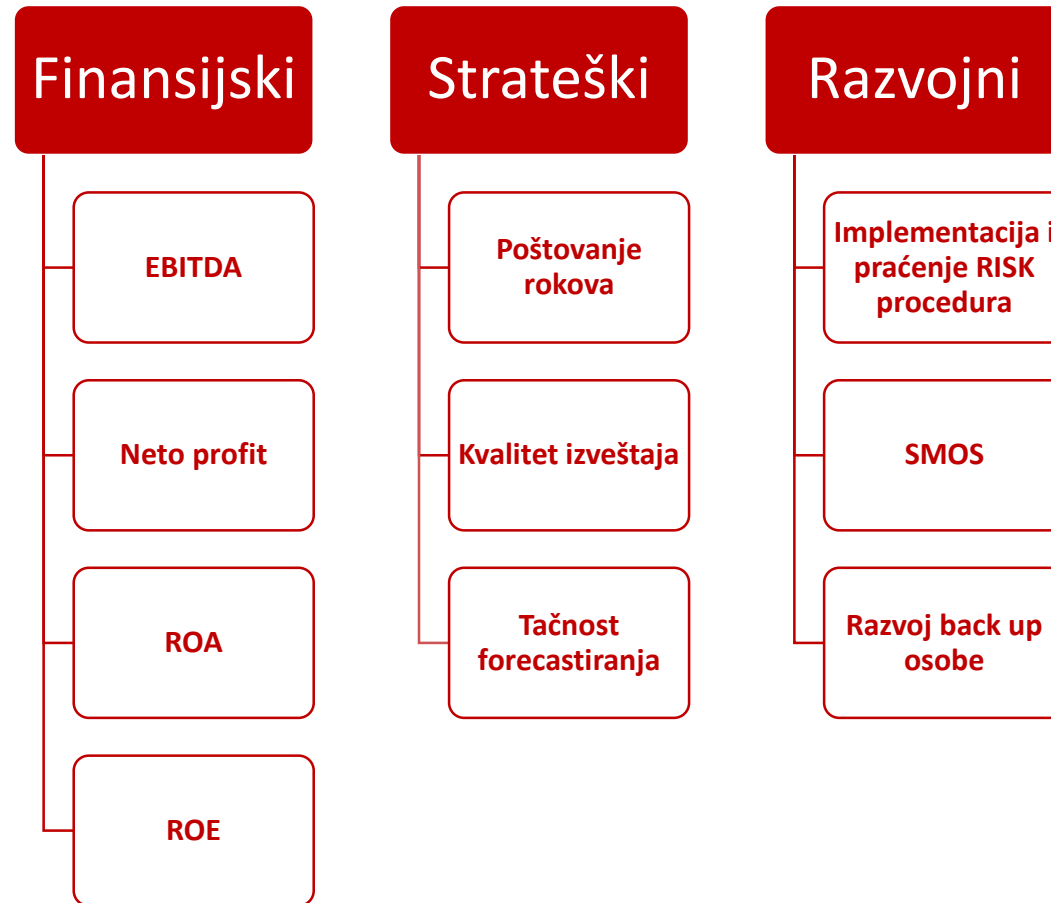 Finansijski
EBITDA
Neto profit
ROA
ROE
Strateški
Poštovanje
rokova
Kvalitet izveštaja
Tačnost
forecastiranja
Razvojni
Implementacija i
praćenje RISK
procedura
SMOS
Razvoj back up
osobe